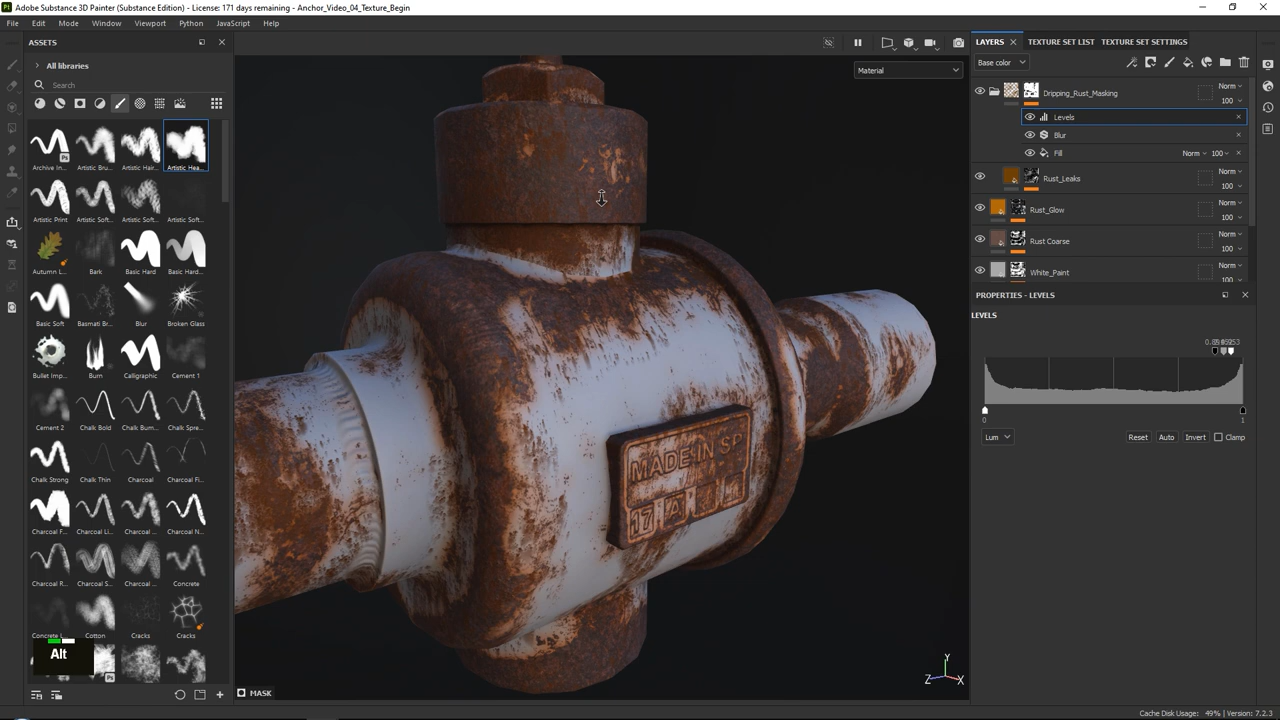 Adobe Substance 3D Painter (Substance Edition) - License: 171 days remaining - Anchor_Video_04_Texture_Begin
File Edit Mode Window Viewport Python JavaScript Help
ASSETS
All libraries
Search
Archive In... Artistic Bru... Artistic Hair... Artistic Hea...
Artistic Print Artistic Soft... Artistic Soft... Artistic Soft...
Autumn L... Bark Basic Hard Basic Hard...
Basic Soft Basmati Br... Blur Broken Glass
Bullet Imp... Burn Calligraphic Cement 1
Cement 2 Chalk Bold Chalk Bum... Chalk Spre...
Chalk Strong Chalk Thin Charcoal Charcoal Fi...
Charcoal F... Charcoal Li... Charcoal ... Charcoal N...
Charcoal R... Charcoal S... Charcoal ... Concrete
Concrete L... Cotton Cracks Cracks
Alt
Material
MADE IN SP
17 A
MASK
Y
Z X
LAYERS TEXTURE SET LIST TEXTURE SET SETTINGS
Base color
Dripping_Rust_Masking Norm 100
Levels
Blur
Fill Norm 100
Rust_Leaks Norm 100
Rust_Glow Norm 100
Rust Coarse Norm 100
White_Paint Norm 100
PROPERTIES - LEVELS
LEVELS
0 1
Lum Reset Auto Invert Clamp
Cache Disk Usage: 49% | Version: 7.2.3